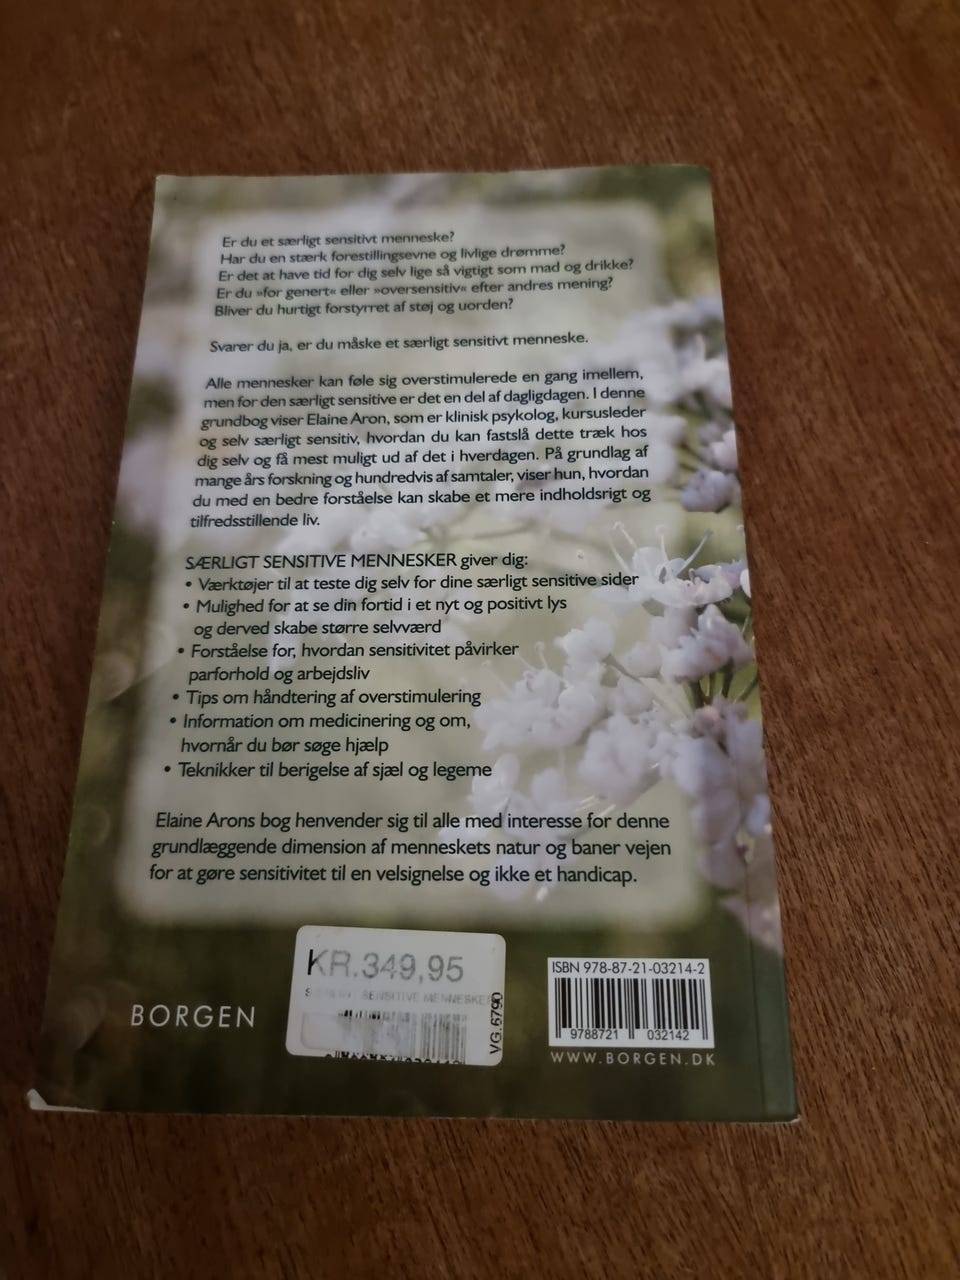 Er du et særligt sensitivt menneske?
Har du en stærk forestillingsevne og livlige drømme?
Er det at have tid for dig selv lige så vigtigt som mad og drikke?
Er du »for genert« eller »oversensitiv« efter andres mening?
Bliver du hurtigt forstyrret af støj og uorden?
Svarer du ja, er du måske et særligt sensitivt menneske.
Alle mennesker kan føle sig overstimulerede en gang imellem,
men for den særligt sensitive er det en del af dagligdagen. I denne
grundbog viser Elaine Aron, som er klinisk psykolog, kursusleder
og selv særligt sensitiv, hvordan du kan fastslå dette træk hos
dig selv og få mest muligt ud af det i hverdagen. På grundlag af
mange års forskning og hundredvis af samtaler, viser hun, hvordan
du med en bedre forståelse kan skabe et mere indholdsrigt og
tilfredsstillende liv.
SÆRLIGT SENSITIVE MENNESKER giver dig:
• Værktøjer til at teste dig selv for dine særligt sensitive sider
• Mulighed for at se din fortid i et nyt og positivt lys
og derved skabe større selvværd
• Forståelse for, hvordan sensitivitet påvirker
parforhold og arbejdsliv
• Tips om håndtering af overstimulering
• Information om medicinering og om,
hvornår du bør søge hjælp
• Teknikker til berigelse af sjæl og legeme
Elaine Arons bog henvender sig til alle med interesse for denne
grundlæggende dimension af menneskets natur og baner vejen
for at gøre sensitivitet til en velsignelse og ikke et handicap.
KR.349,95
SENSITIVE MENNESKE
VG.6790
BORGEN
ISBN 978-87-21-03214-2
9788721 032142
WWW.BORGEN.DK